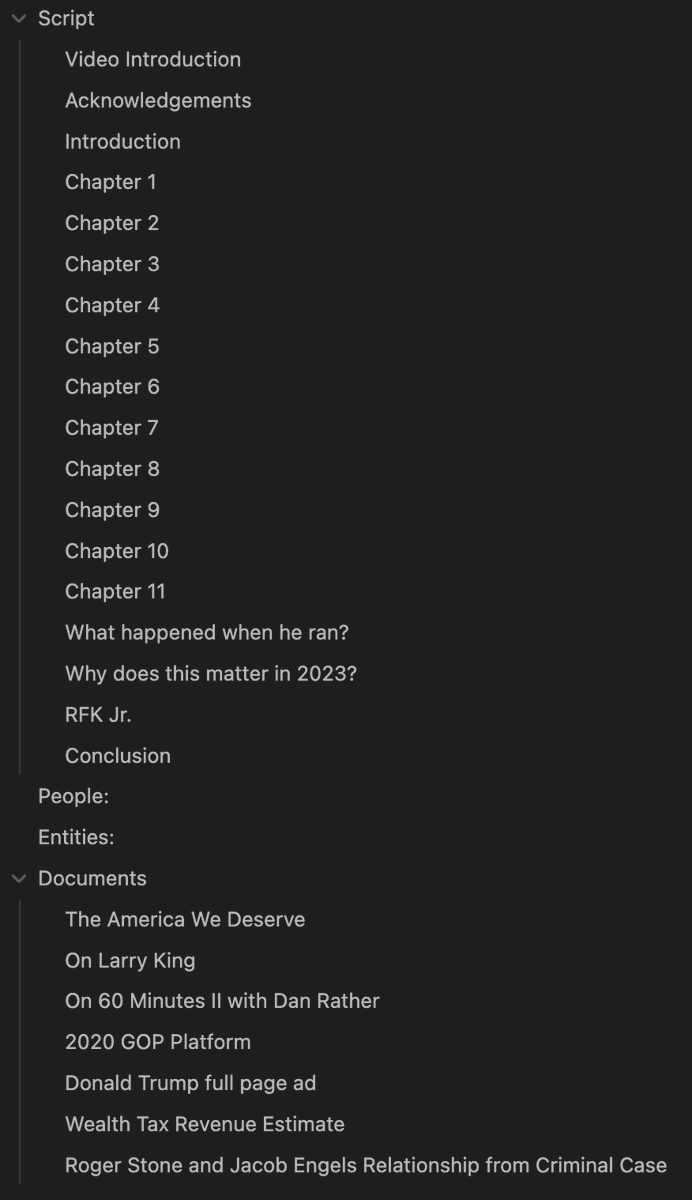 Script
Video Introduction
Acknowledgements
Introduction
Chapter 1
Chapter 2
Chapter 3
Chapter 4
Chapter 5
Chapter 6
Chapter 7
Chapter 8
Chapter 9
Chapter 10
Chapter 11
What happened when he ran?
Why does this matter in 2023?
RFK Jr.
Conclusion
People:
Entities:
Documents
The America We Deserve
On Larry King
On 60 Minutes II with Dan Rather
2020 GOP Platform
Donald Trump full page ad
Wealth Tax Revenue Estimate
Roger Stone and Jacob Engels Relationship from Criminal Case